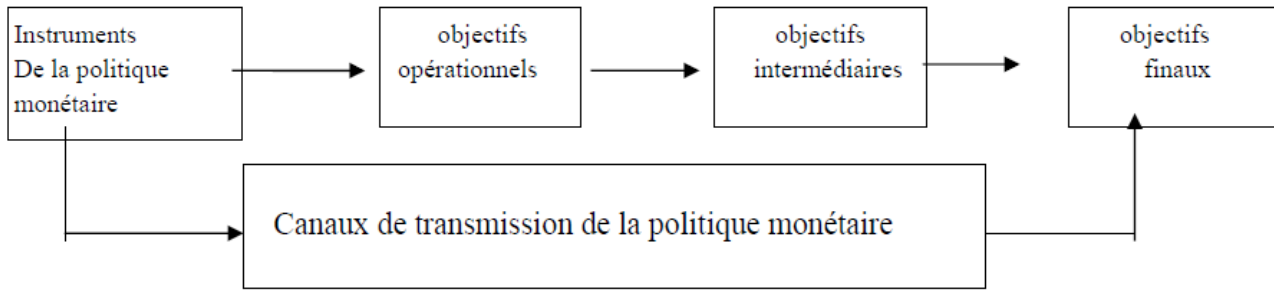 Instruments
De la politique
monétaire
objectifs
opérationnels
objectifs
intermédiaires
objectifs
finaux
Canaux de transmission de la politique monétaire